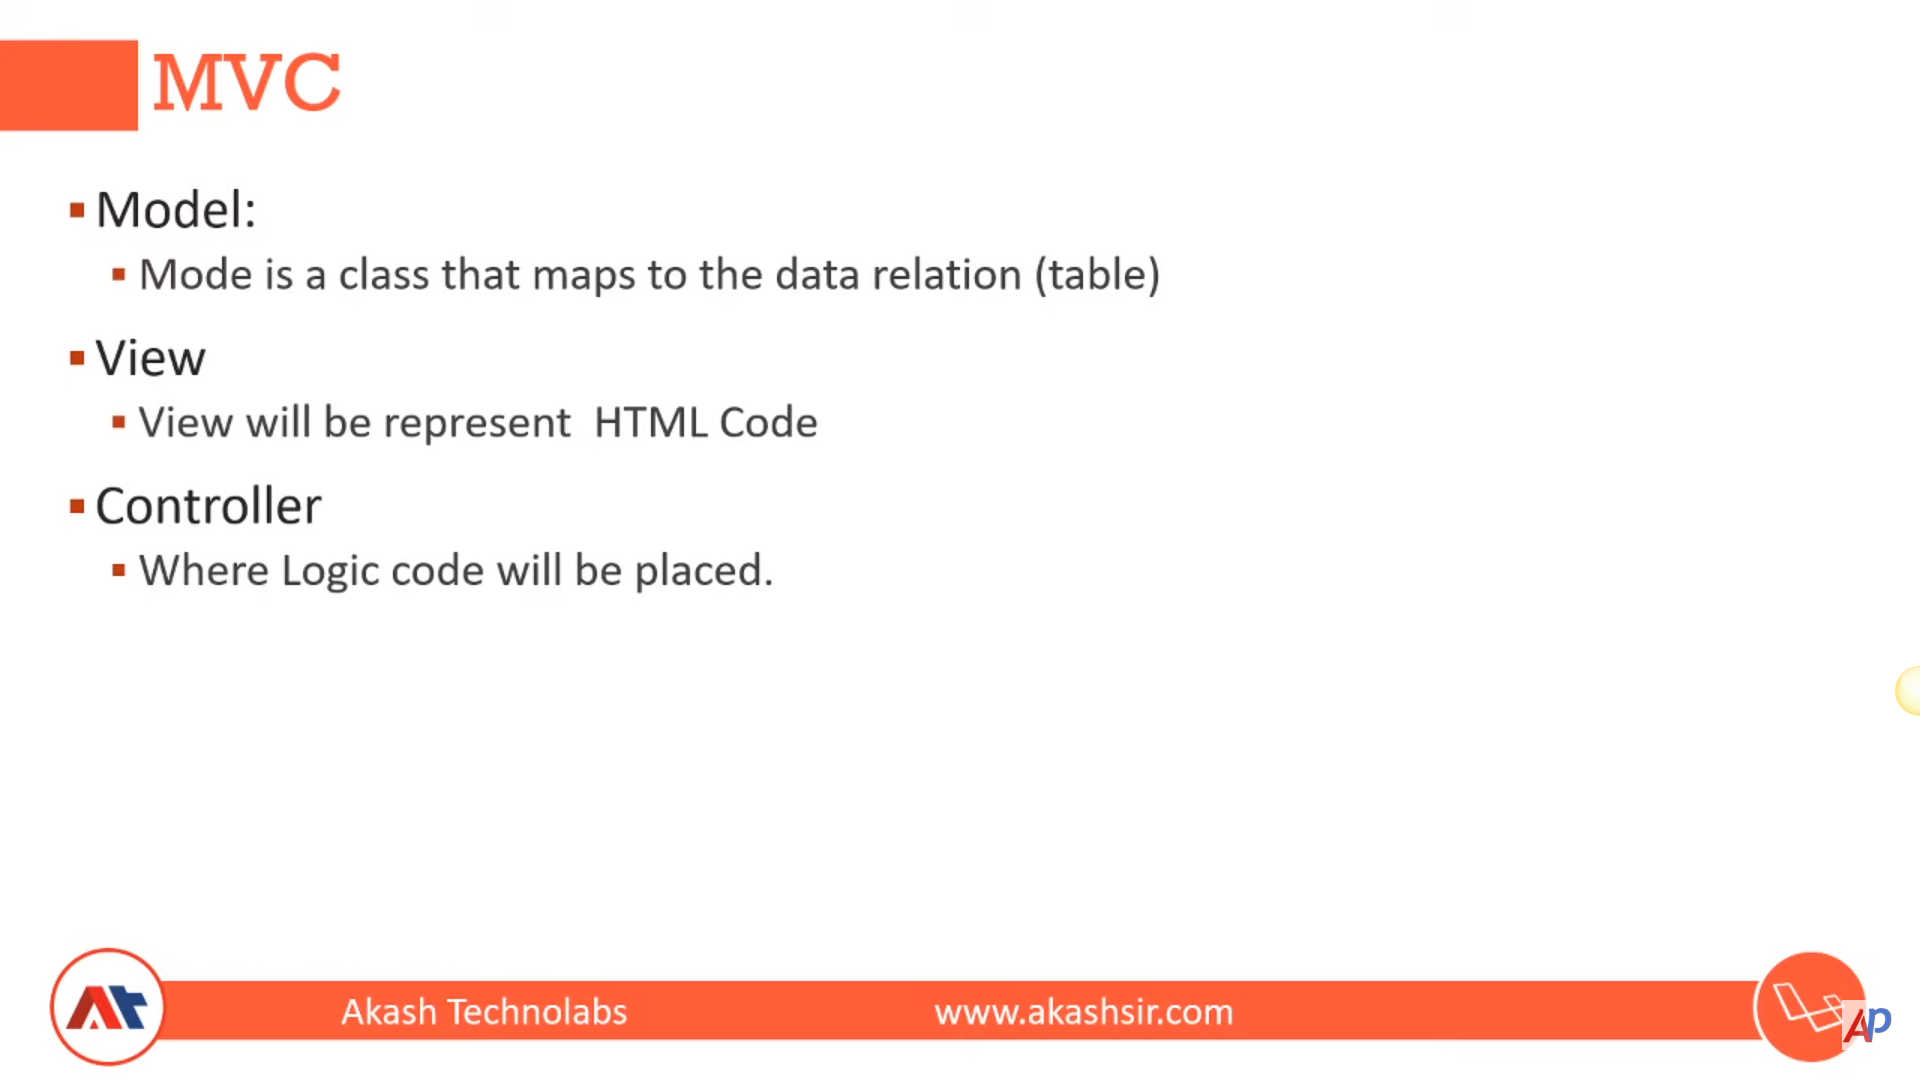 MVC
Model:
Mode is a class that maps to the data relation (table)
View
View will be represent HTML Code
Controller
Where Logic code will be placed.
Akash Technolabs
www.akashsir.com
Ap